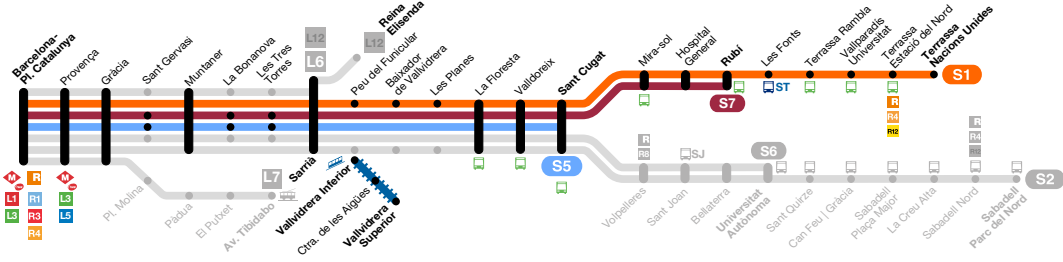 Barcelona-
Pl. Catalunya
Provença
Gràcia
Sant Gervasi
Muntaner
La Bonanova
Les Tres
Torres
L12
L6
Reina
Elisenda
L12
Peu del Funicular
Baixador
de Vallvidrera
Les Planes
La Floresta
Valldoreix
Sant Cugat
Mira-sol
Hospital
General
Rubí
Les Fonts
Terrassa Rambla
Vallparadís
Universitat
Terrassa
Estació del Nord
Terrassa
Nacions Unides
S1
ST
S7
R
R4
R12
S5
S6
S2
R
R8
SJ
R
R4
R12
M
R
M
L1
R1
L3
L3
R3
L5
R4
Pl. Molina
Pàdua
El Putxet
Av. Tibidabo
L7
Sarrià
Vallvidrera Inferior
Ctra. de les Aigües
Vallvidrera
Superior
Volpelleres
Sant Joan
Bellaterra
Universitat
Autònoma
Sant Quirze
Can Feu | Gràcia
Sabadell
Plaça Major
La Creu Alta
Sabadell Nord
Sabadell
Parc del Nord